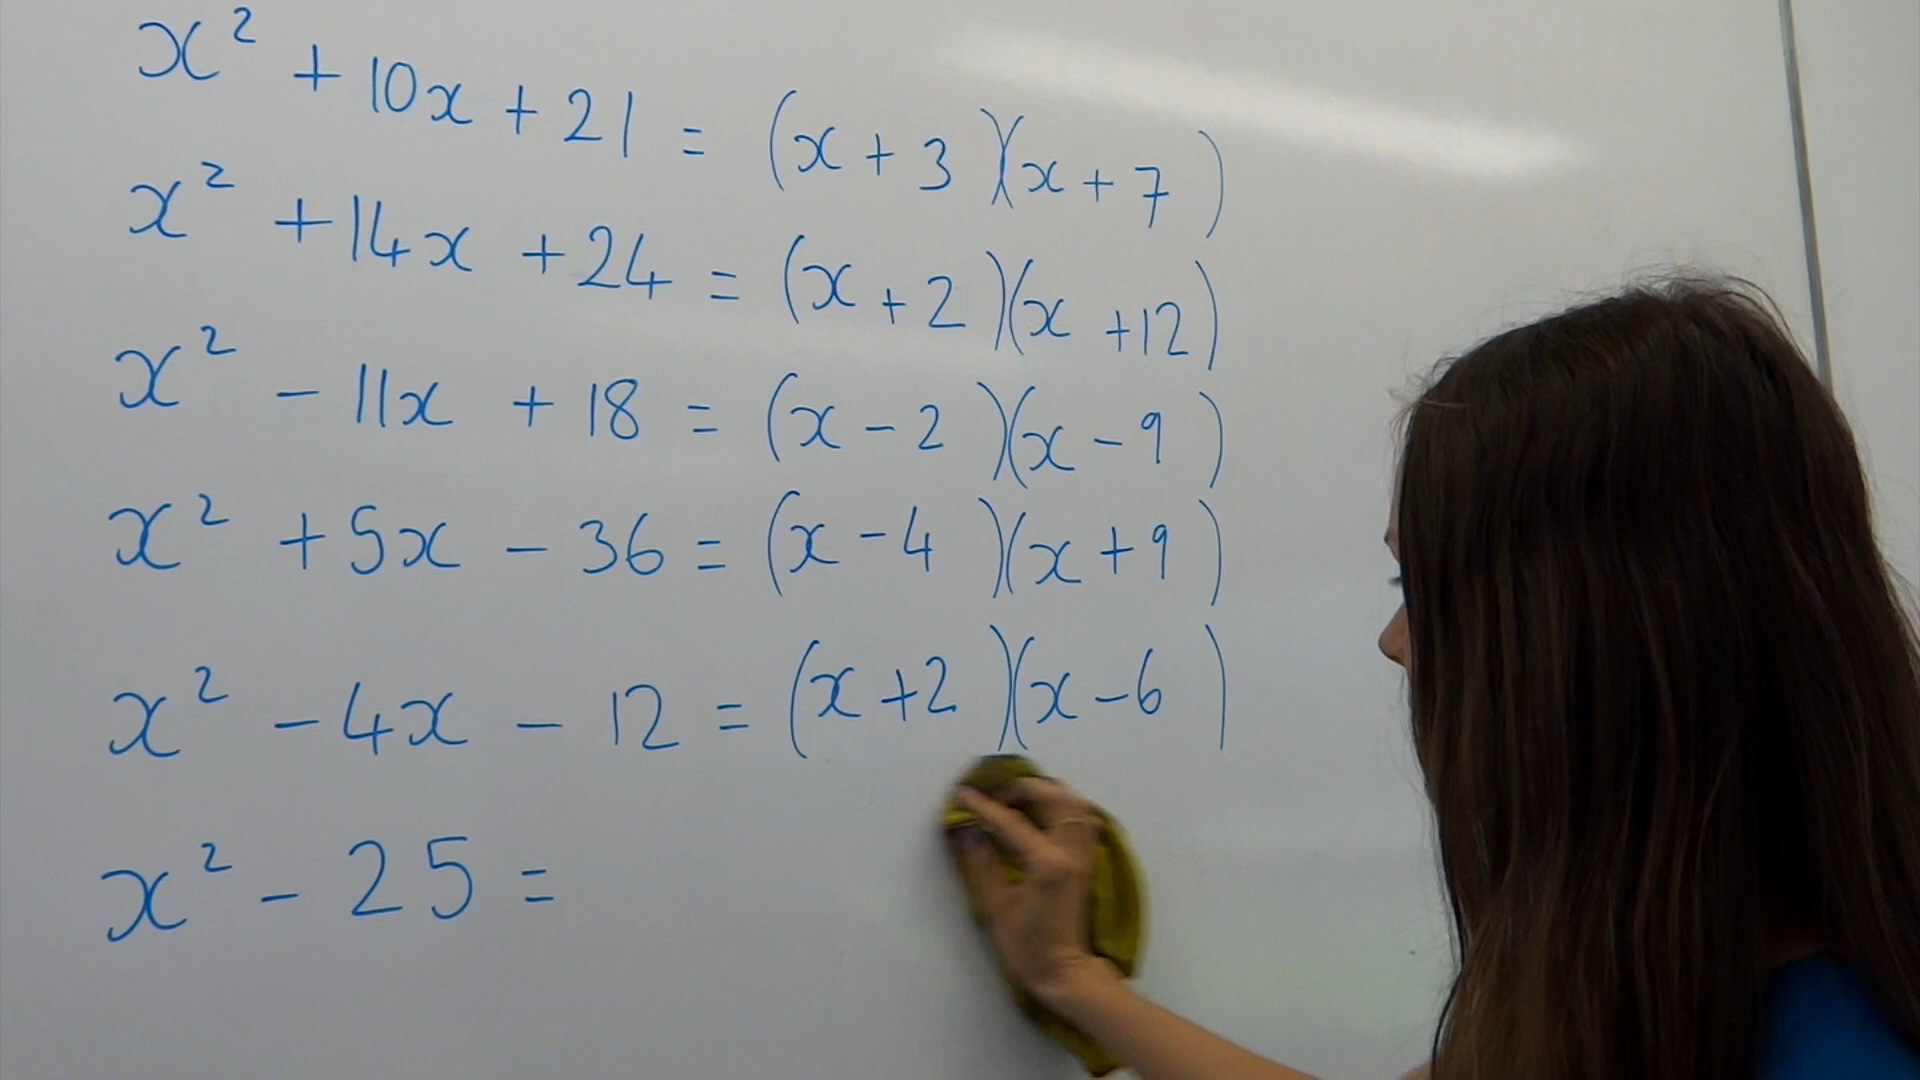 x² + 10x + 21 = (x + 3)(x + 7)
x² + 14x + 24 = (x + 2)(x + 12)
x² - 11x + 18 = (x - 2)(x - 9)
x² + 5x - 36 = (x - 4)(x + 9)
x² - 4x - 12 = (x + 2)(x - 6)
x² - 25 =